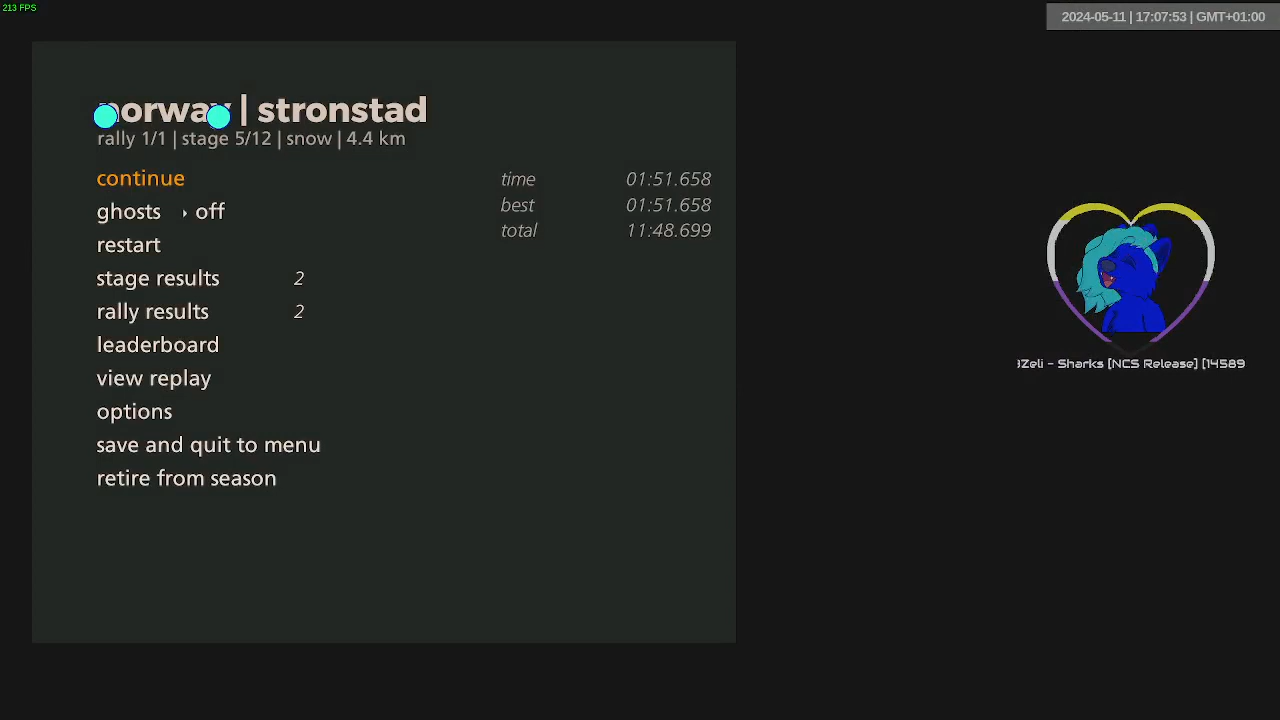 213 FPS
2024-05-11 | 17:07:53 | GMT+01:00
norway | stronstad
rally 1/1 | stage 5/12 | snow | 4.4 km
continue
time 01:51.658
ghosts ‣ off
best 01:51.658
restart
total 11:48.699
stage results 2
rally results 2
leaderboard
view replay
options
save and quit to menu
retire from season
Zeli - Sharks [NCS Release] [14589